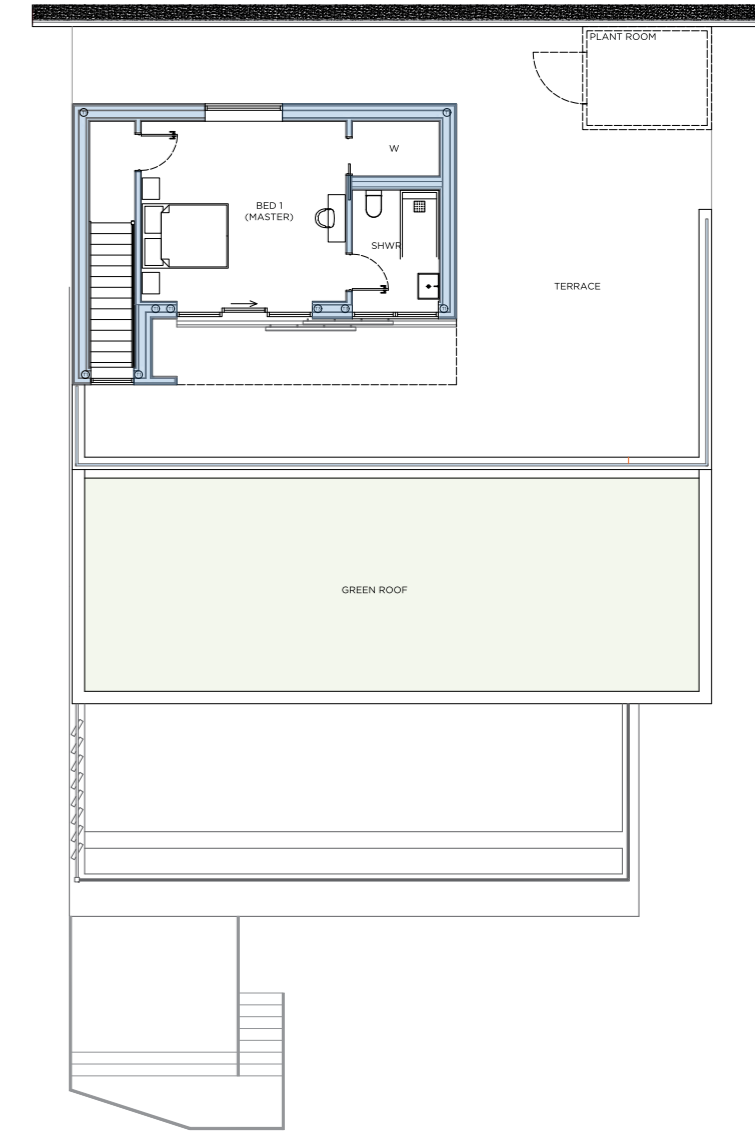 PLANT ROOM
W
BED 1
(MASTER)
SHWR
TERRACE
GREEN ROOF